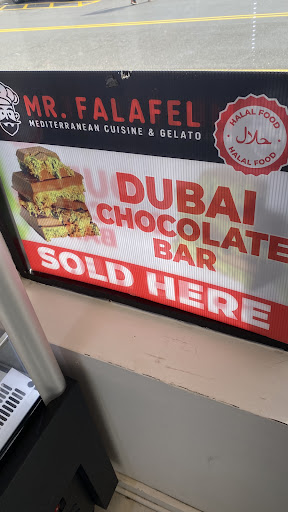 MR. FALAFEL
MEDITERRANEAN CUISINE & GELATO
HALAL FOOD
حلال
HALAL FOOD
DUBAI
CHOCOLATE
BAR
SOLD HERE